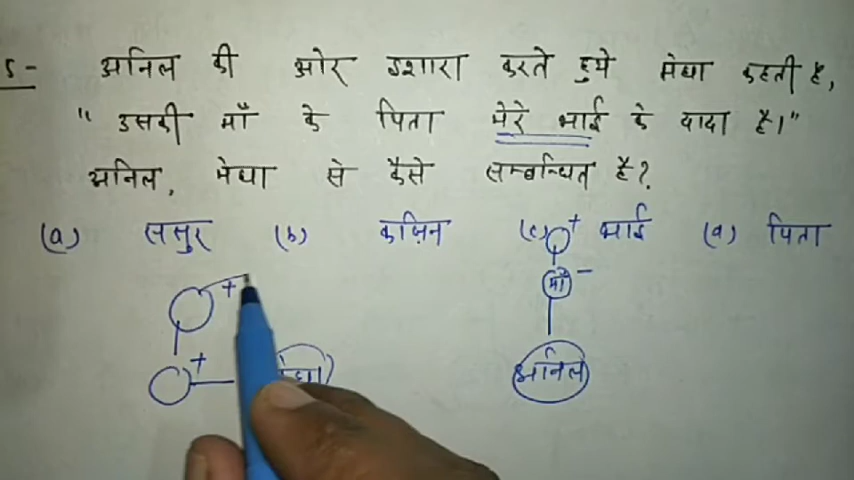 5- अनिल की ओर इशारा करते हुये मेघा कहती है,
" उसकी माँ के पिता मेरे भाई के दादा है।"
अनिल, मेघा से कैसे सम्बन्धित है?
(a) ससुर (b) कज़िन (c) भाई (d) पिता
+
माँ −
+
+
अनिल